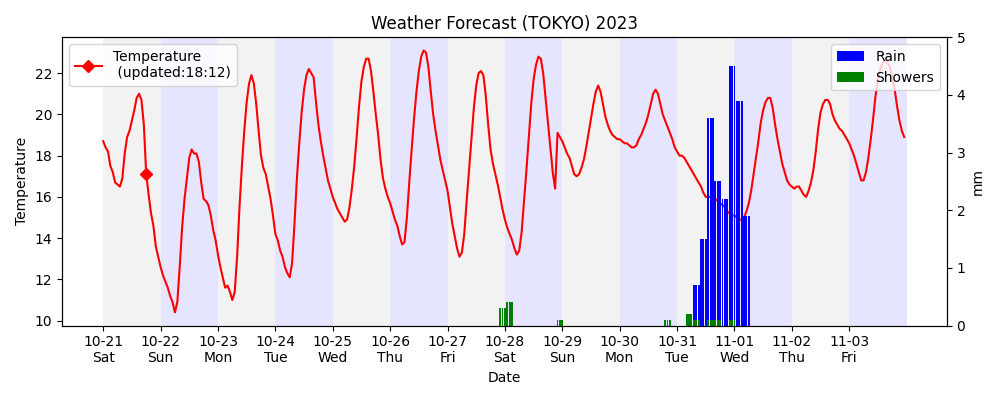 Weather Forecast (TOKYO) 2023
Temperature
(updated:18:12)
Rain
Showers
Temperature
22
20
18
16
14
12
10
5
4
3
2
1
0
mm
10-21 10-22 10-23 10-24 10-25 10-26 10-27 10-28 10-29 10-30 10-31 11-01 11-02 11-03
Sat Sun Mon Tue Wed Thu Fri Sat Sun Mon Tue Wed Thu Fri
Date